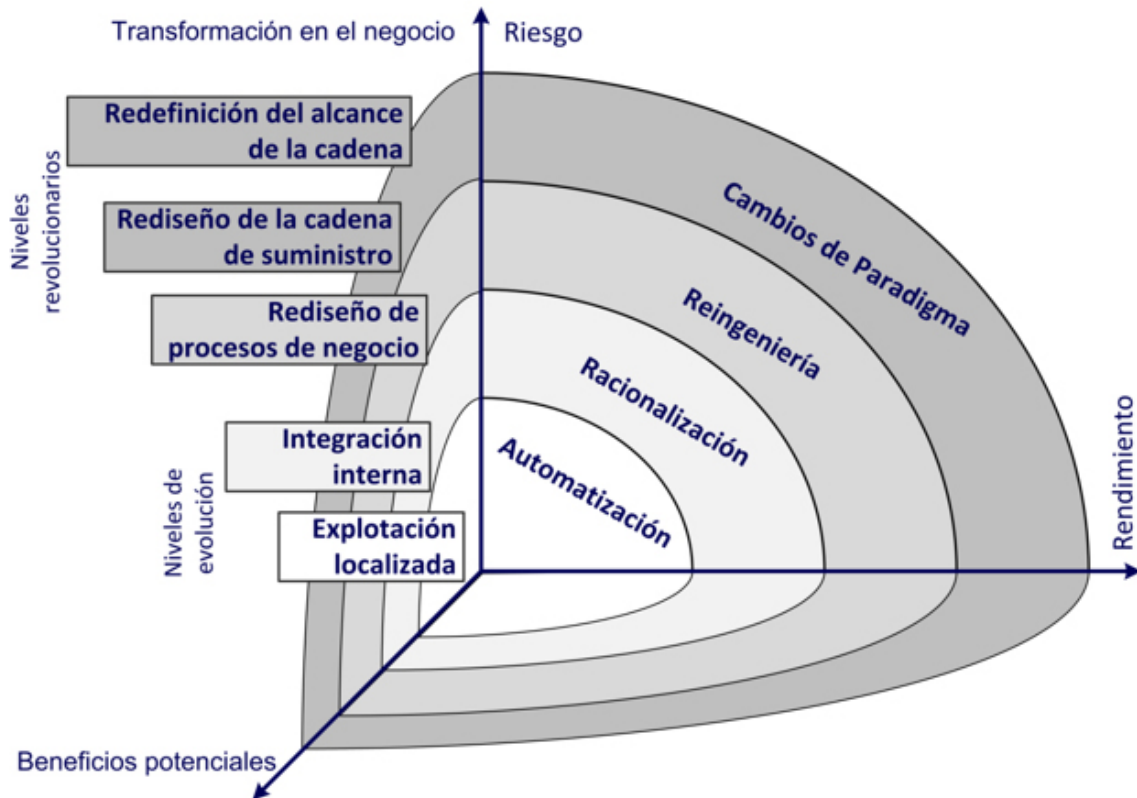 Transformación en el negocio
Riesgo
Redefinición del alcance
de la cadena
Rediseño de la cadena
de suministro
Rediseño de
procesos de negocio
Integración
interna
Explotación
localizada
Niveles
revolucionarios
Niveles de
evolución
Cambios de Paradigma
Reingeniería
Racionalización
Automatización
Rendimiento
Beneficios potenciales